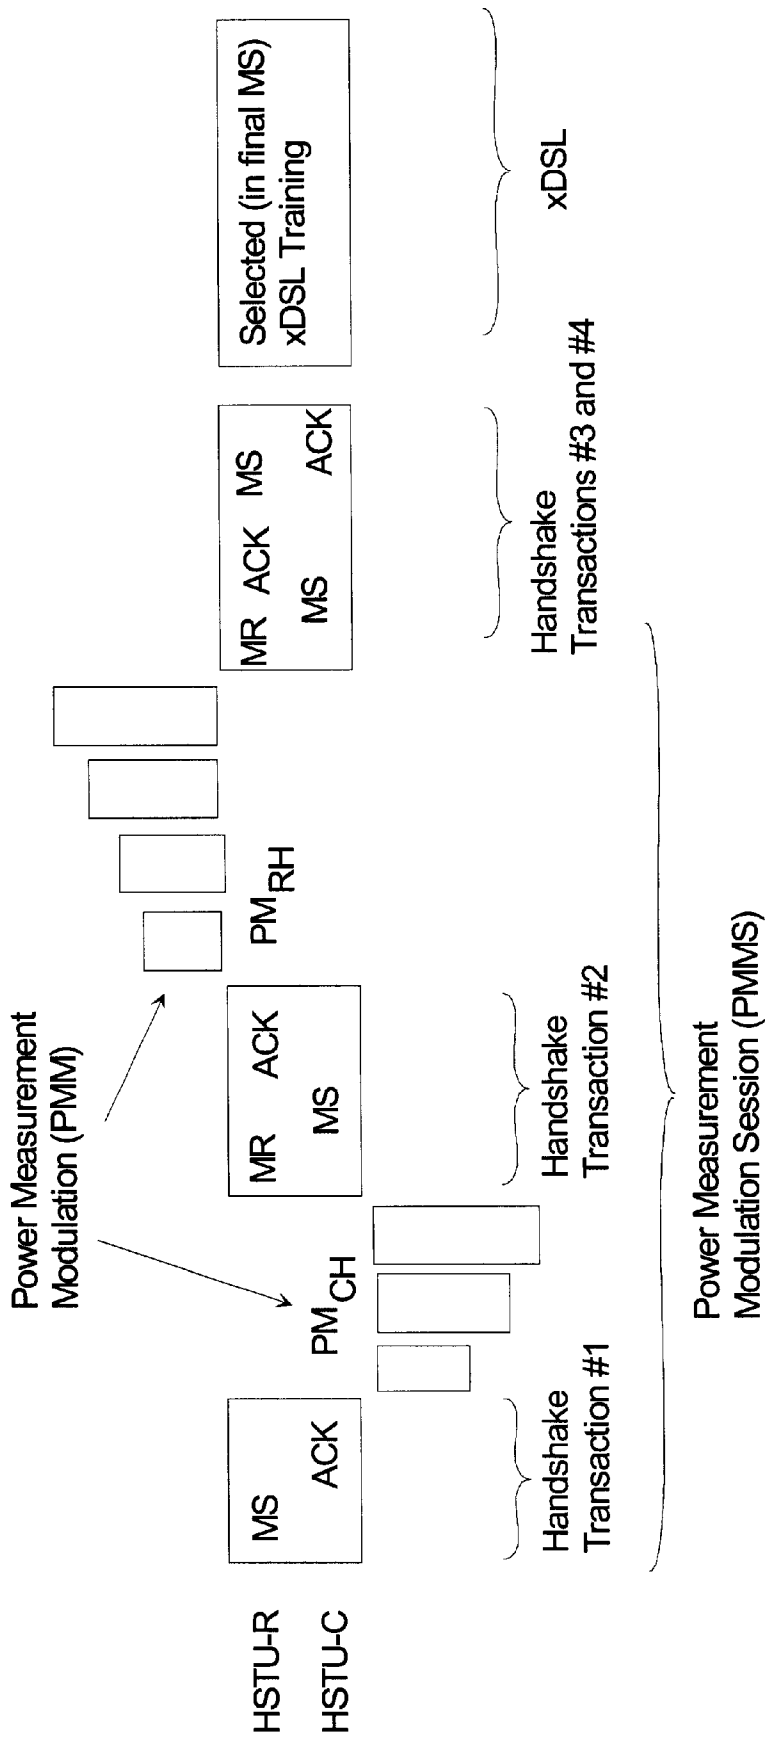 Power Measurement
Modulation (PMM)
HSTU-R
HSTU-C
MS
ACK
PMCH
MR ACK
MS
PMRH
MR ACK MS
MS ACK
Selected (in final MS)
xDSL Training
Handshake
Transaction #1
Handshake
Transaction #2
Handshake
Transactions #3 and #4
xDSL
Power Measurement
Modulation Session (PMMS)